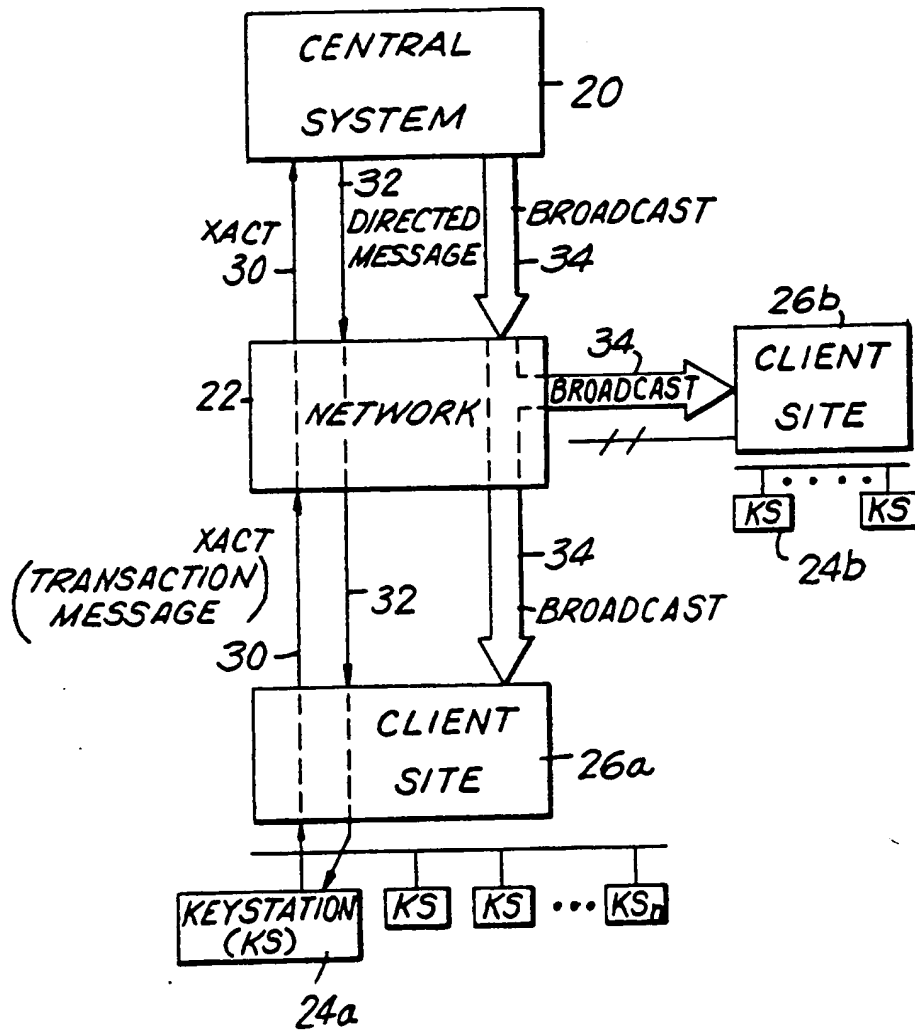 CENTRAL
SYSTEM
20
32
DIRECTED
MESSAGE
BROADCAST
34
XACT
30
26b
CLIENT
SITE
34
BROADCAST
22
NETWORK
KS
KS
24b
XACT
(TRANSACTION
MESSAGE)
30
32
34
BROADCAST
CLIENT
SITE
26a
KEYSTATION
(KS)
KS
KS
KSn
24a